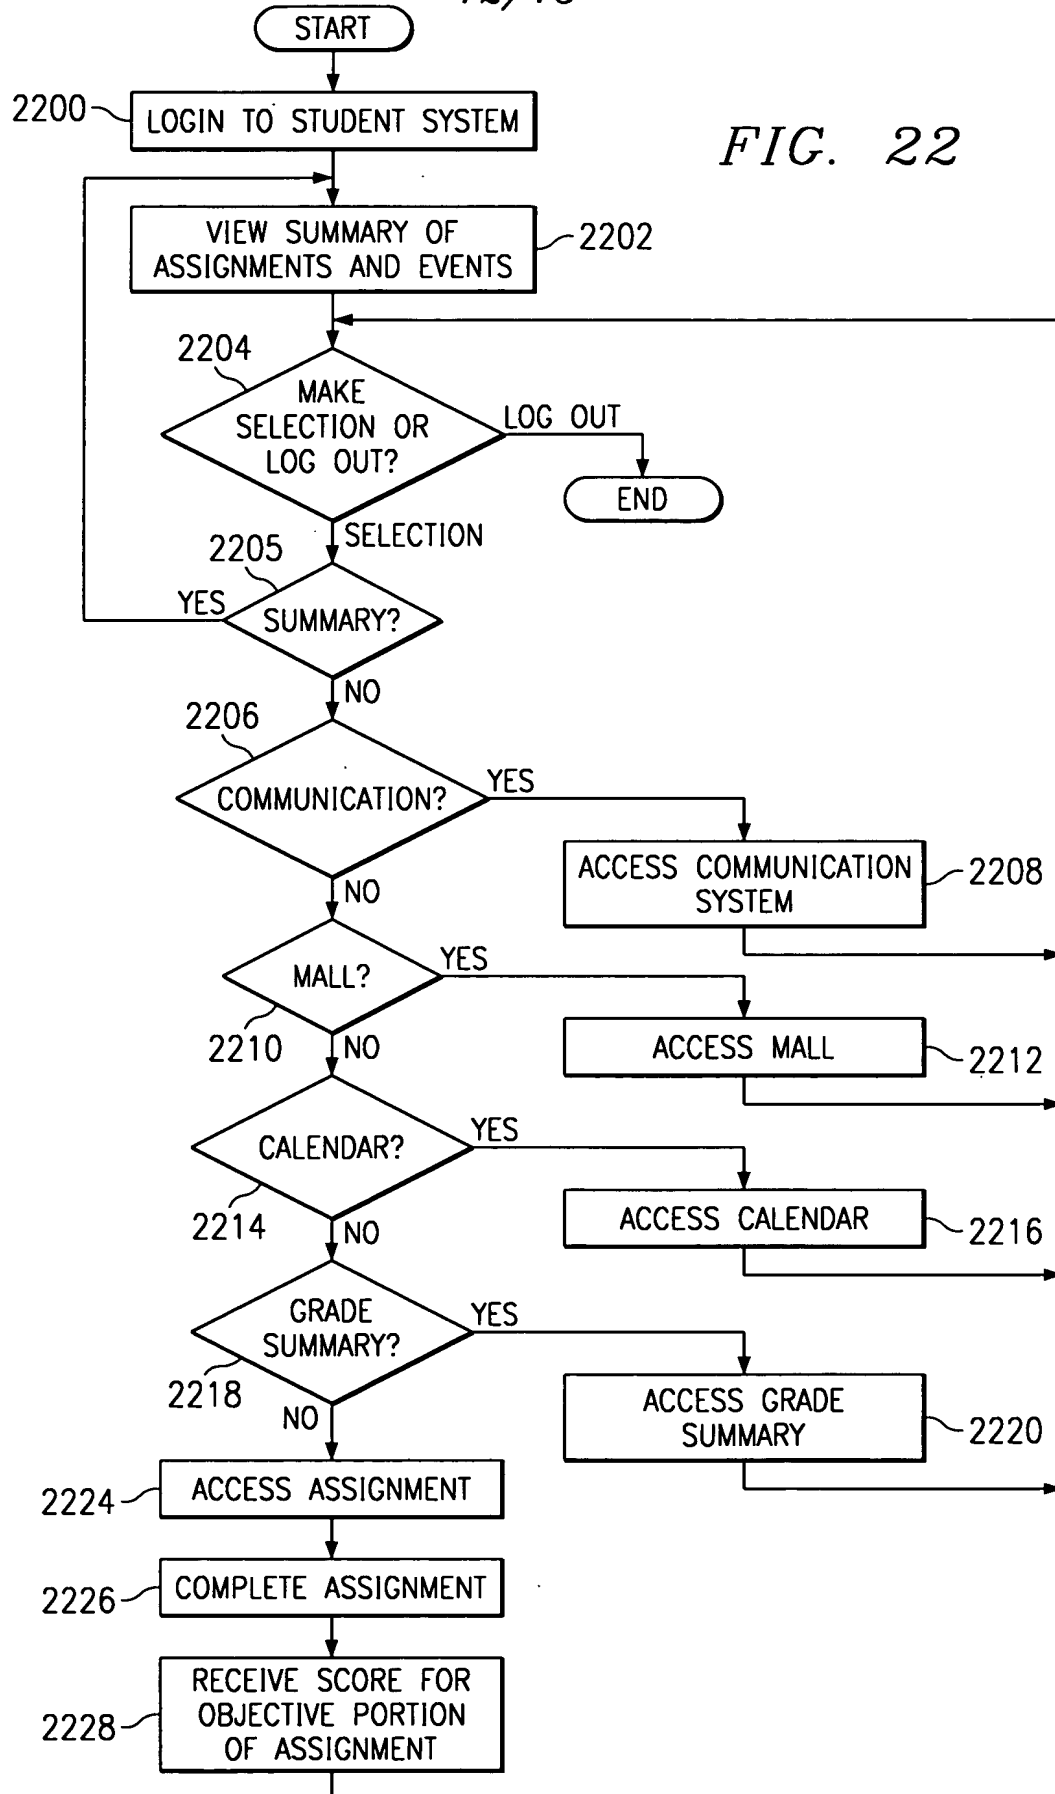 START
2200
LOGIN TO STUDENT SYSTEM
FIG. 22
VIEW SUMMARY OF
ASSIGNMENTS AND EVENTS
2202
2204
MAKE
SELECTION OR
LOG OUT?
LOG OUT
END
SELECTION
2205
YES
SUMMARY?
NO
2206
COMMUNICATION?
YES
ACCESS COMMUNICATION
SYSTEM
2208
NO
MALL?
YES
2210
NO
ACCESS MALL
2212
CALENDAR?
YES
2214
NO
ACCESS CALENDAR
2216
GRADE
SUMMARY?
YES
2218
NO
ACCESS GRADE
SUMMARY
2220
2224
ACCESS ASSIGNMENT
2226
COMPLETE ASSIGNMENT
2228
RECEIVE SCORE FOR
OBJECTIVE PORTION
OF ASSIGNMENT